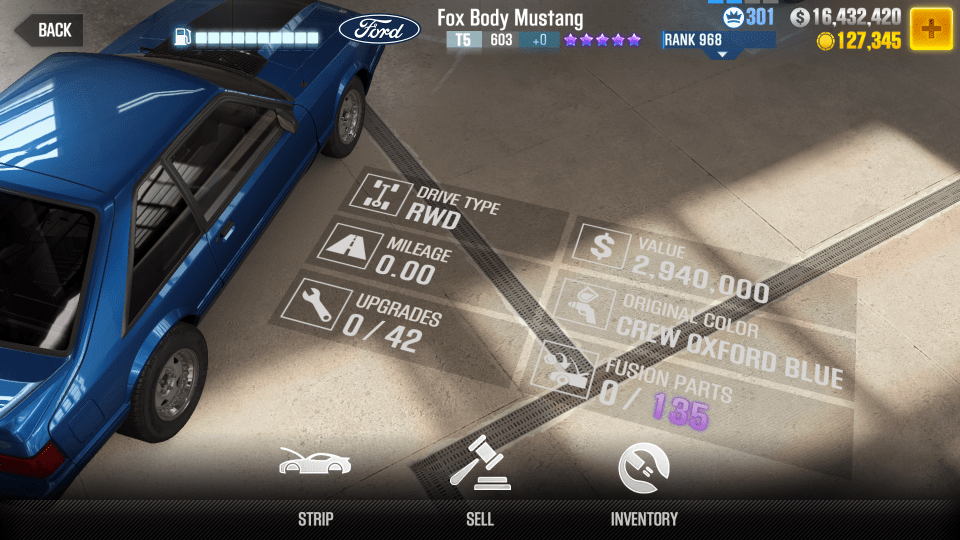 BACK
Ford
Fox Body Mustang
T5 603 +0
RANK 968
301
$ 16,432,420
127,345
+
DRIVE TYPE
RWD
MILEAGE
0.00
UPGRADES
0 / 42
$
VALUE
2,940,000
ORIGINAL COLOR
CREW OXFORD BLUE
FUSION PARTS
0 / 135
STRIP
SELL
INVENTORY